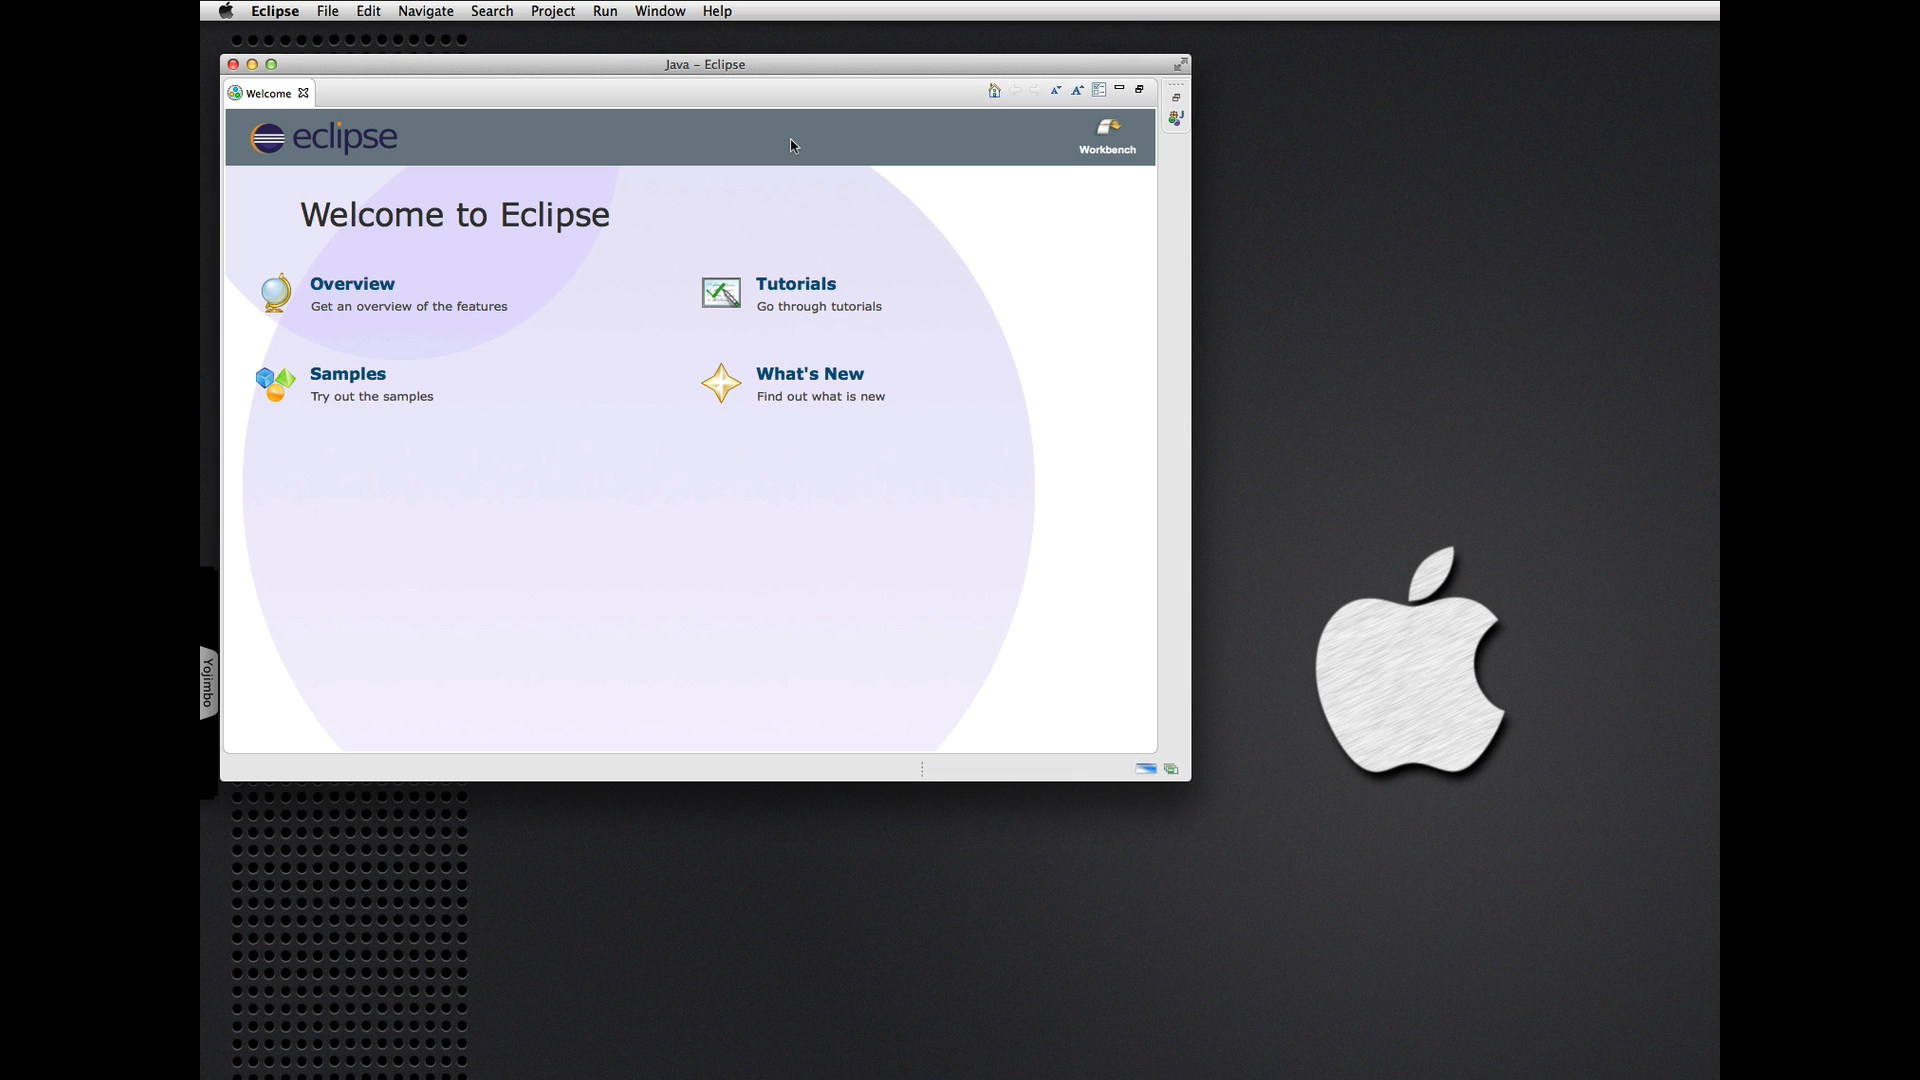 Eclipse File Edit Navigate Search Project Run Window Help
Java – Eclipse
Welcome
eclipse
Workbench
Welcome to Eclipse
Overview
Get an overview of the features
Tutorials
Go through tutorials
Samples
Try out the samples
What's New
Find out what is new
Yojimbo